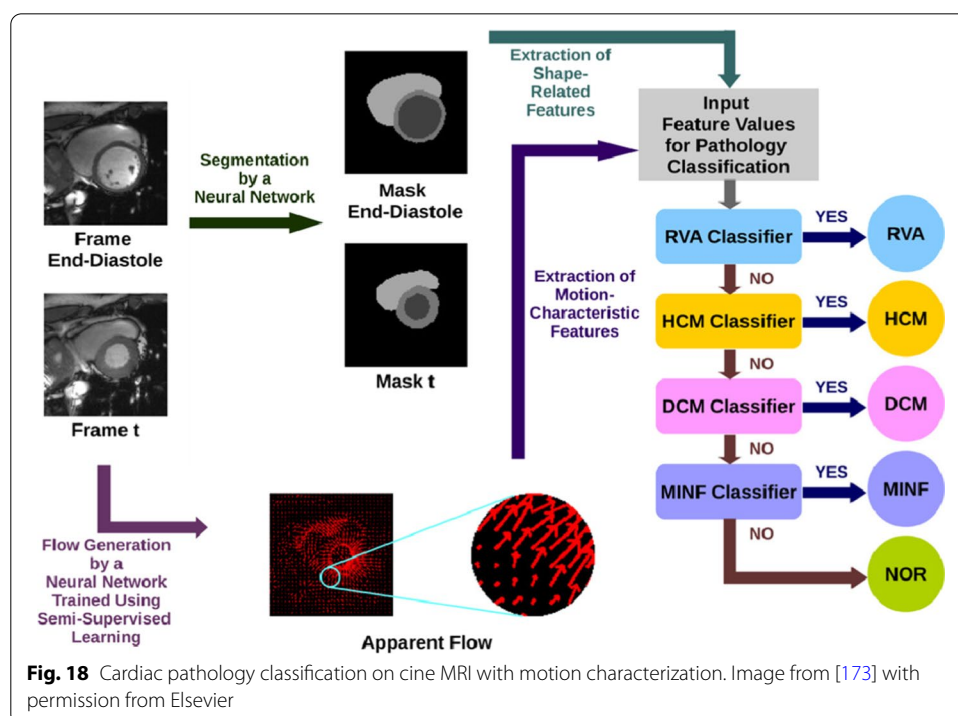 Frame
End-Diastole
Frame t
Segmentation
by a
Neural Network
Mask
End-Diastole
Mask t
Extraction of
Shape-
Related
Features
Extraction of
Motion-
Characteristic
Features
Flow Generation
by a
Neural Network
Trained Using
Semi-Supervised
Learning
Apparent Flow
Input
Feature Values
for Pathology
Classification
RVA Classifier
YES
RVA
NO
HCM Classifier
YES
HCM
NO
DCM Classifier
YES
DCM
NO
MINF Classifier
YES
MINF
NO
NOR
Fig. 18 Cardiac pathology classification on cine MRI with motion characterization. Image from [173] with
permission from Elsevier